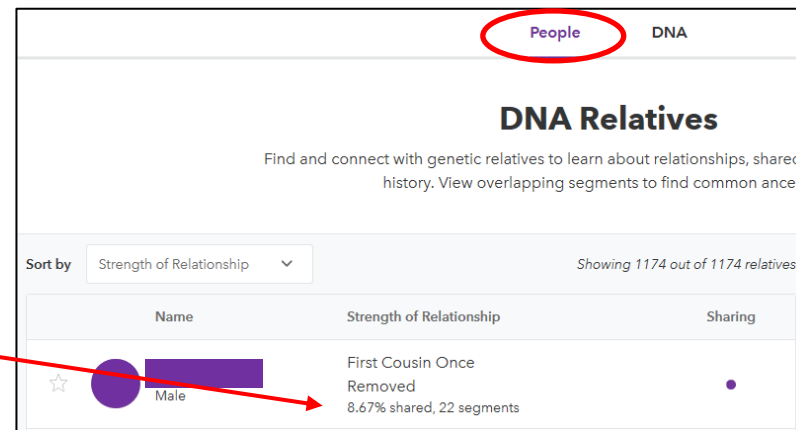 People DNA
DNA Relatives
Find and connect with genetic relatives to learn about relationships, shared
history. View overlapping segments to find common ance
Sort by Strength of Relationship Showing 1174 out of 1174 relatives
Name Strength of Relationship Sharing
First Cousin Once
Removed
Male
8.67% shared, 22 segments